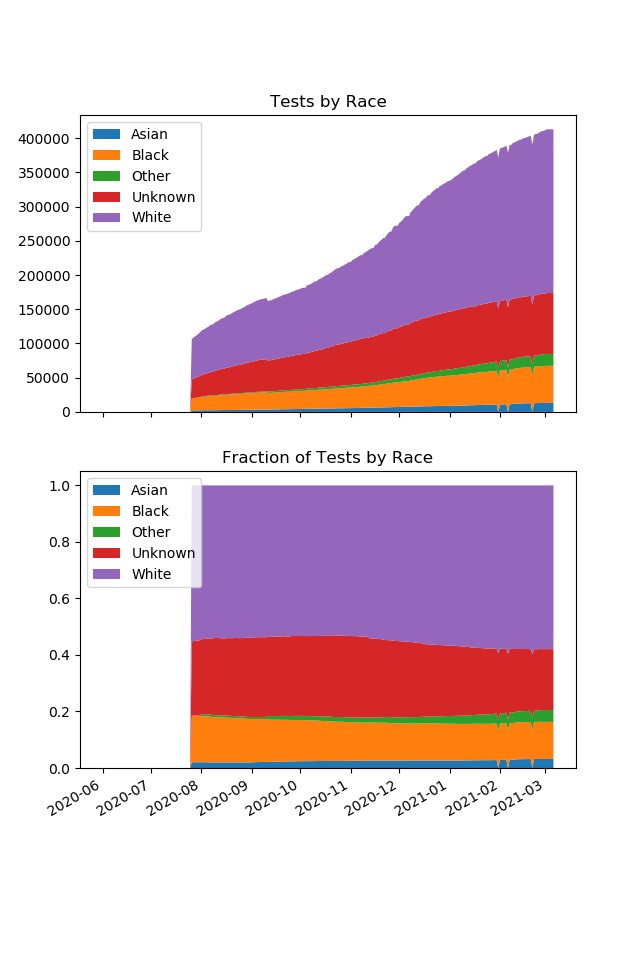 Tests by Race
400000
350000
300000
250000
200000
150000
100000
50000
0
Asian
Black
Other
Unknown
White
Fraction of Tests by Race
1.0
0.8
0.6
0.4
0.2
0.0
Asian
Black
Other
Unknown
White
2020-06
2020-07
2020-08
2020-09
2020-10
2020-11
2020-12
2021-01
2021-02
2021-03